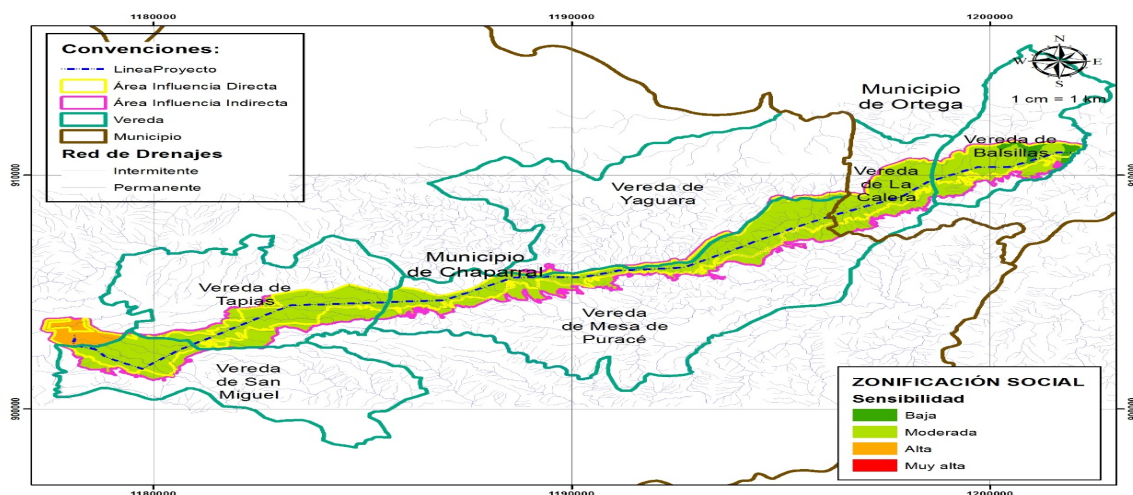 1180000
1190000
1200000
Convenciones:
LineaProyecto
Área Influencia Directa
Área Influencia Indirecta
Vereda
Municipio
Red de Drenajes
Intermitente
Permanente
N
W
E
S
1 cm = 1 km
Municipio
de Ortega
Vereda de
Balsillas
910000
Vereda de
Yaguara
Vereda
de La
Calera
Municipio
de Chaparral
Vereda de
Tapias
Vereda
de Mesa de
Puracé
Vereda
de San
Miguel
900000
ZONIFICACIÓN SOCIAL
Sensibilidad
Baja
Moderada
Alta
Muy alta
1180000
1190000
1200000